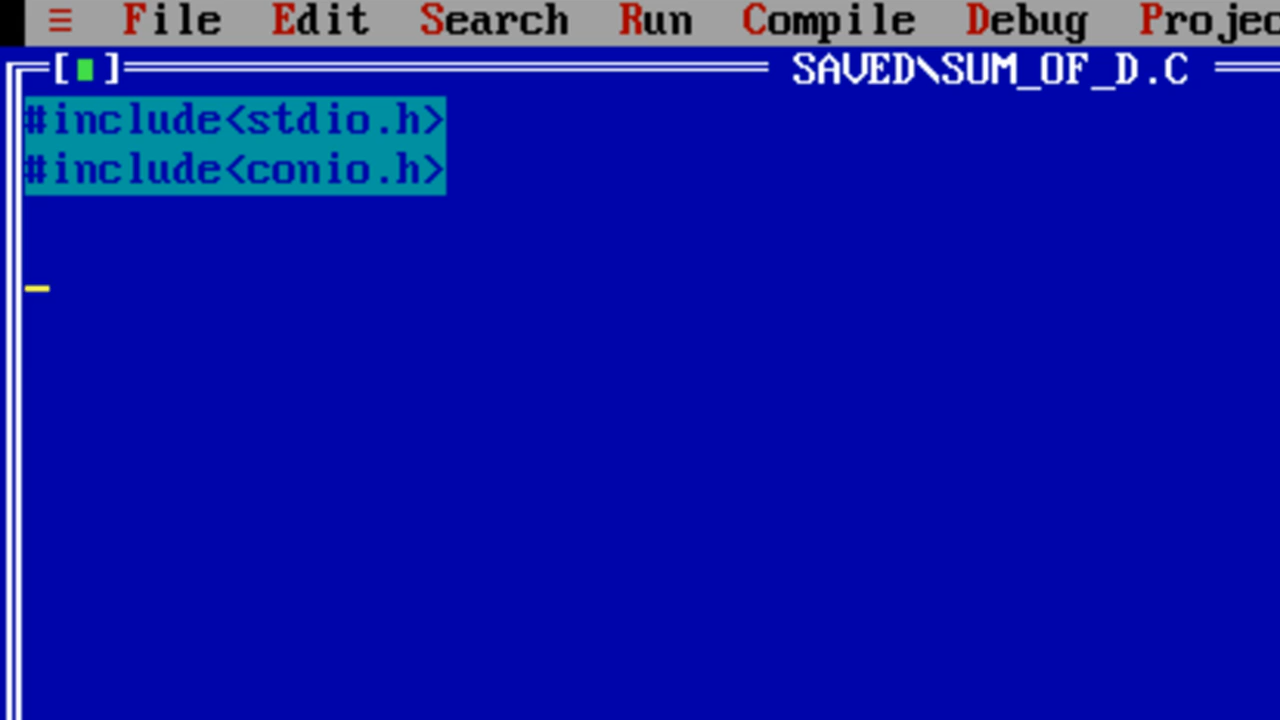 ≡ File Edit Search Run Compile Debug Projec
[■] SAVED\SUM_OF_D.C
#include<stdio.h>
#include<conio.h>